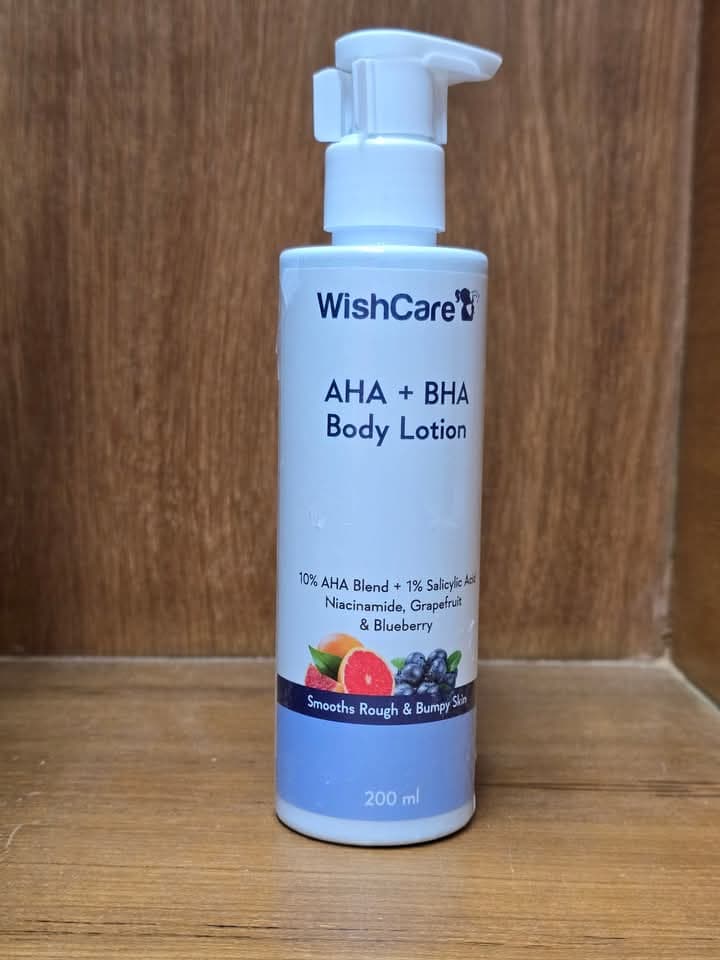 WishCare
AHA + BHA
Body Lotion
10% AHA Blend + 1% Salicylic Acid
Niacinamide, Grapefruit
& Blueberry
Smooths Rough & Bumpy Skin
200 ml